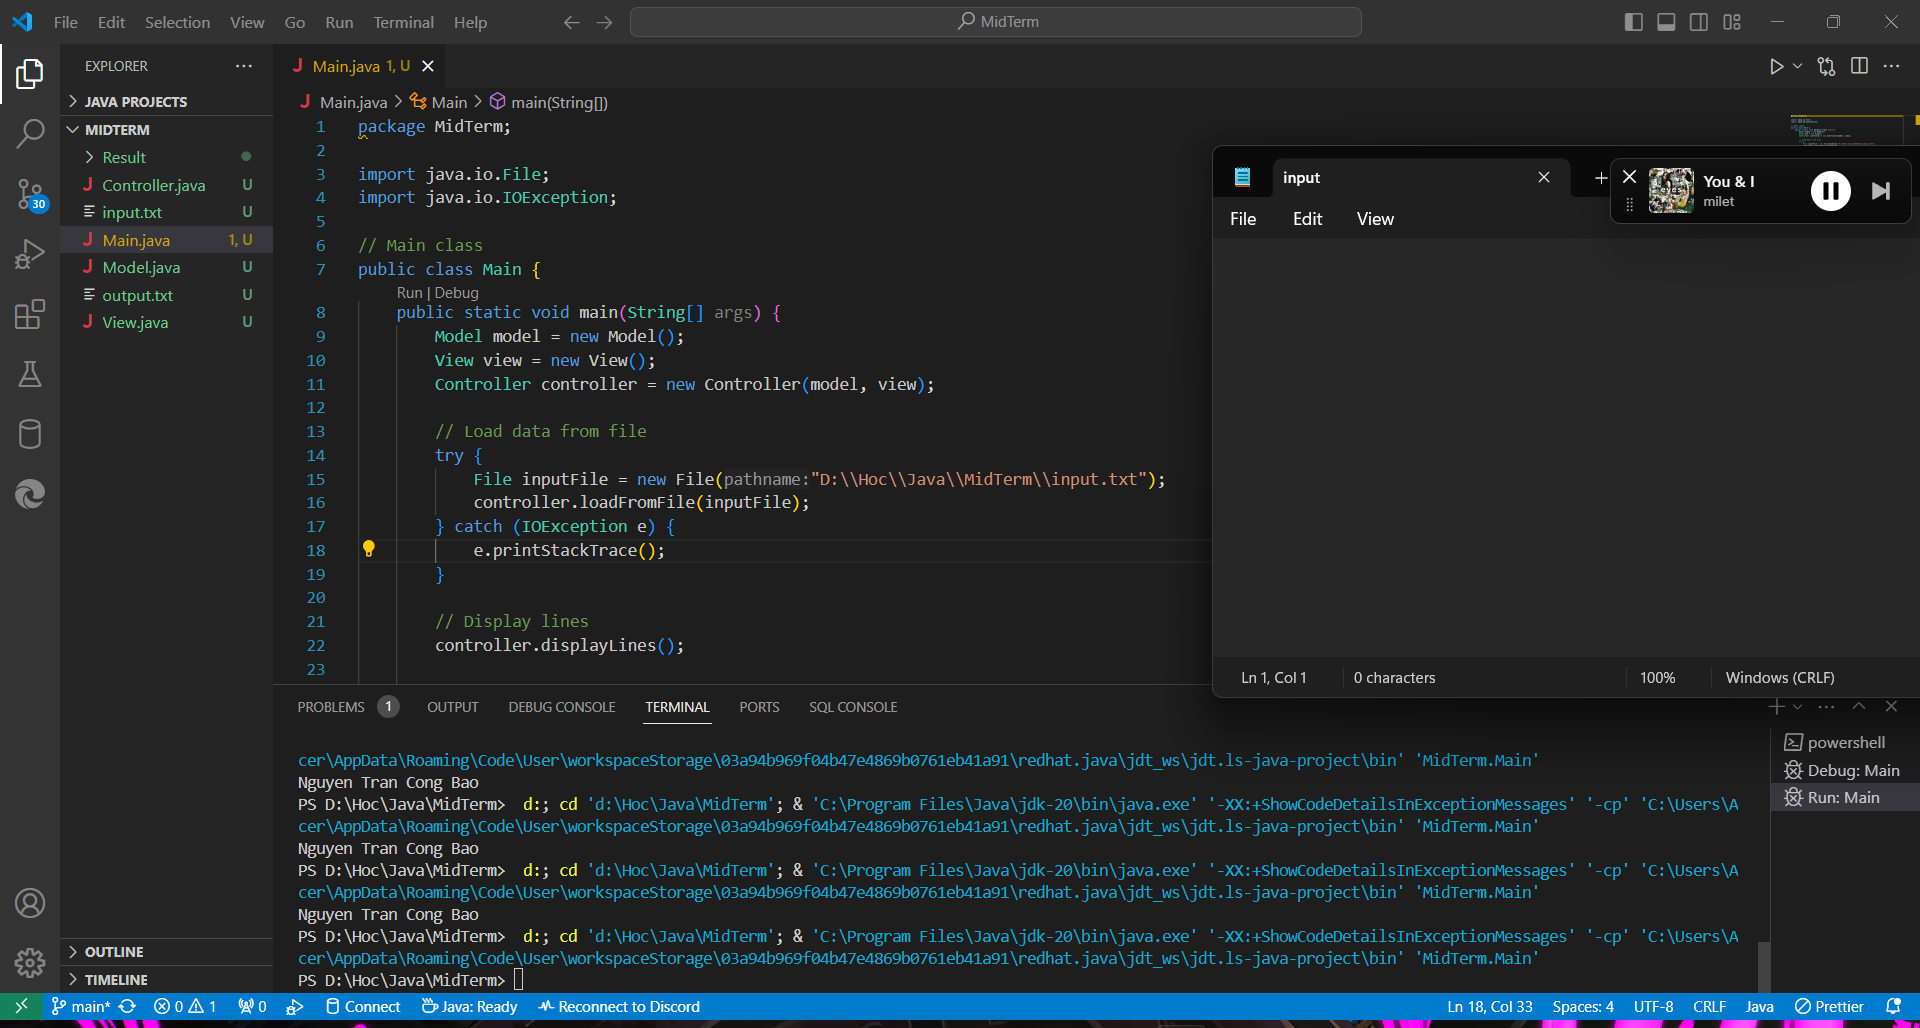 File Edit Selection View Go Run Terminal Help
MidTerm
EXPLORER
JAVA PROJECTS
MIDTERM
Result
Controller.java U
input.txt U
Main.java 1, U
Model.java U
output.txt U
View.java U
30
OUTLINE
TIMELINE
Main.java 1, U
Main.java > Main > main(String[])
1 package MidTerm;
2
3 import java.io.File;
4 import java.io.IOException;
5
6 // Main class
7 public class Main {
Run | Debug
8 public static void main(String[] args) {
9 Model model = new Model();
10 View view = new View();
11 Controller controller = new Controller(model, view);
12
13 // Load data from file
14 try {
15 File inputFile = new File(pathname:"D:\\Hoc\\Java\\MidTerm\\input.txt");
16 controller.loadFromFile(inputFile);
17 } catch (IOException e) {
18 e.printStackTrace();
19 }
20
21 // Display lines
22 controller.displayLines();
23
input
File Edit View
Ln 1, Col 1 0 characters 100% Windows (CRLF)
You & I
milet
eyes
PROBLEMS 1 OUTPUT DEBUG CONSOLE TERMINAL PORTS SQL CONSOLE
cer\AppData\Roaming\Code\User\workspaceStorage\03a94b969f04b47e4869b0761eb41a91\redhat.java\jdt_ws\jdt.ls-java-project\bin' 'MidTerm.Main'
Nguyen Tran Cong Bao
PS D:\Hoc\Java\MidTerm> d:; cd 'd:\Hoc\Java\MidTerm'; & 'C:\Program Files\Java\jdk-20\bin\java.exe' '-XX:+ShowCodeDetailsInExceptionMessages' '-cp' 'C:\Users\A
cer\AppData\Roaming\Code\User\workspaceStorage\03a94b969f04b47e4869b0761eb41a91\redhat.java\jdt_ws\jdt.ls-java-project\bin' 'MidTerm.Main'
Nguyen Tran Cong Bao
PS D:\Hoc\Java\MidTerm> d:; cd 'd:\Hoc\Java\MidTerm'; & 'C:\Program Files\Java\jdk-20\bin\java.exe' '-XX:+ShowCodeDetailsInExceptionMessages' '-cp' 'C:\Users\A
cer\AppData\Roaming\Code\User\workspaceStorage\03a94b969f04b47e4869b0761eb41a91\redhat.java\jdt_ws\jdt.ls-java-project\bin' 'MidTerm.Main'
Nguyen Tran Cong Bao
PS D:\Hoc\Java\MidTerm> d:; cd 'd:\Hoc\Java\MidTerm'; & 'C:\Program Files\Java\jdk-20\bin\java.exe' '-XX:+ShowCodeDetailsInExceptionMessages' '-cp' 'C:\Users\A
cer\AppData\Roaming\Code\User\workspaceStorage\03a94b969f04b47e4869b0761eb41a91\redhat.java\jdt_ws\jdt.ls-java-project\bin' 'MidTerm.Main'
PS D:\Hoc\Java\MidTerm>
powershell
Debug: Main
Run: Main
main* 0 1 0 Connect Java: Ready Reconnect to Discord Ln 18, Col 33 Spaces: 4 UTF-8 CRLF Java Prettier